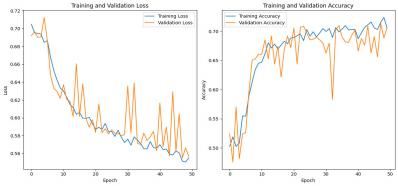 Training and Validation Loss
Training Loss
Validation Loss
0.72
0.70
0.68
0.66
0.64
0.62
0.60
0.58
0.56
Loss
0
10
20
30
40
50
Epoch
Training and Validation Accuracy
Training Accuracy
Validation Accuracy
0.70
0.65
0.60
0.55
0.50
Accuracy
0
10
20
30
40
50
Epoch